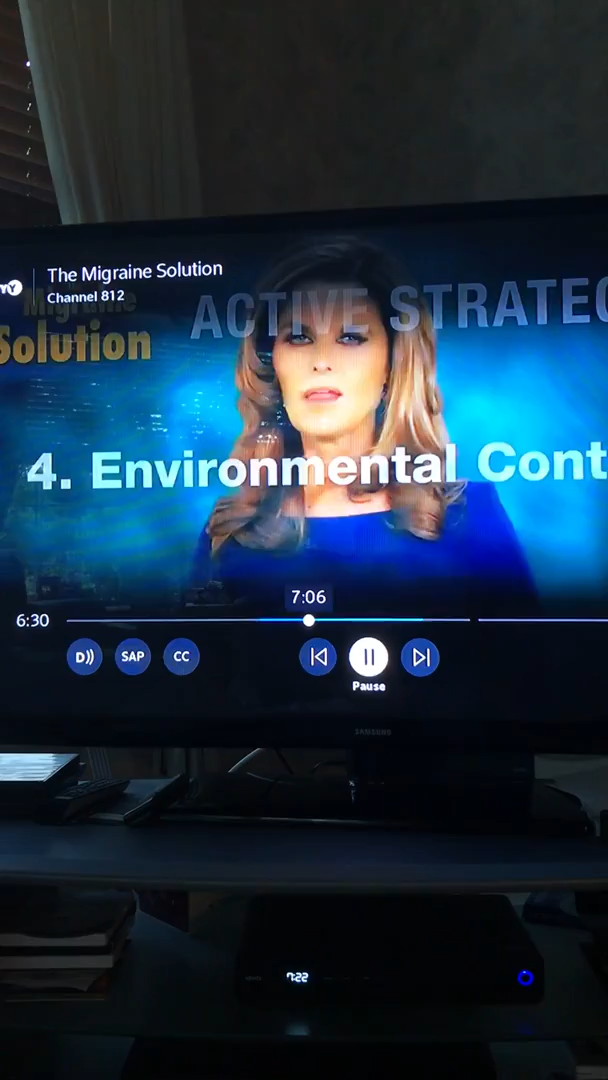 The Migraine Solution
Channel 812
Migraine
Solution
ACTIVE STRATEG
4. Environmental Cont
7:06
6:30
D))
SAP
CC
Pause
SAMSUNG
7:22